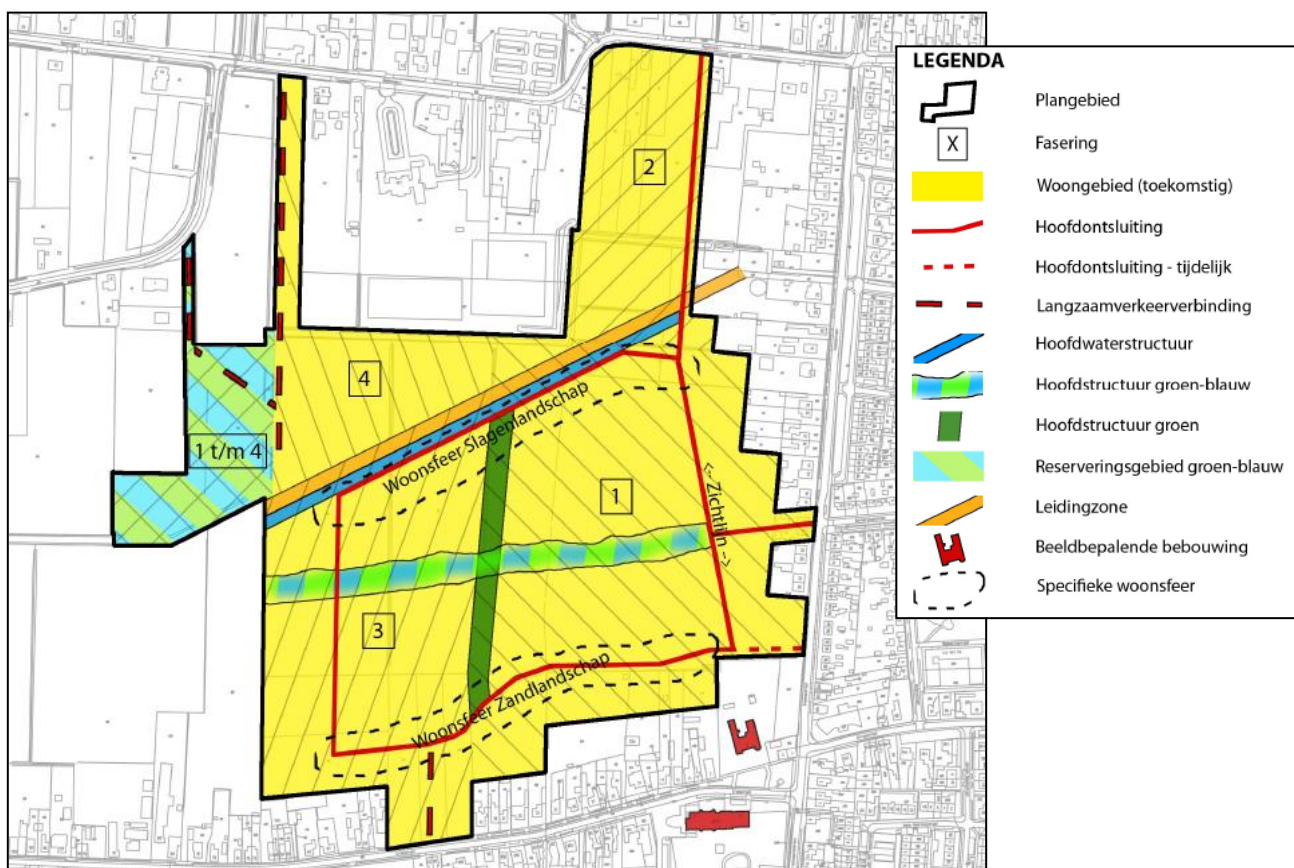 2
4
Woonsfeer Slagenlandschap
1 t/m 4
1
<-- Zichtlijn -->
3
Woonsfeer Zandlandschap
LEGENDA
Plangebied
X
Fasering
Woongebied (toekomstig)
Hoofdontsluiting
Hoofdontsluiting - tijdelijk
Langzaamverkeerverbinding
Hoofdwaterstructuur
Hoofdstructuur groen-blauw
Hoofdstructuur groen
Reserveringsgebied groen-blauw
Leidingzone
Beeldbepalende bebouwing
Specifieke woonsfeer